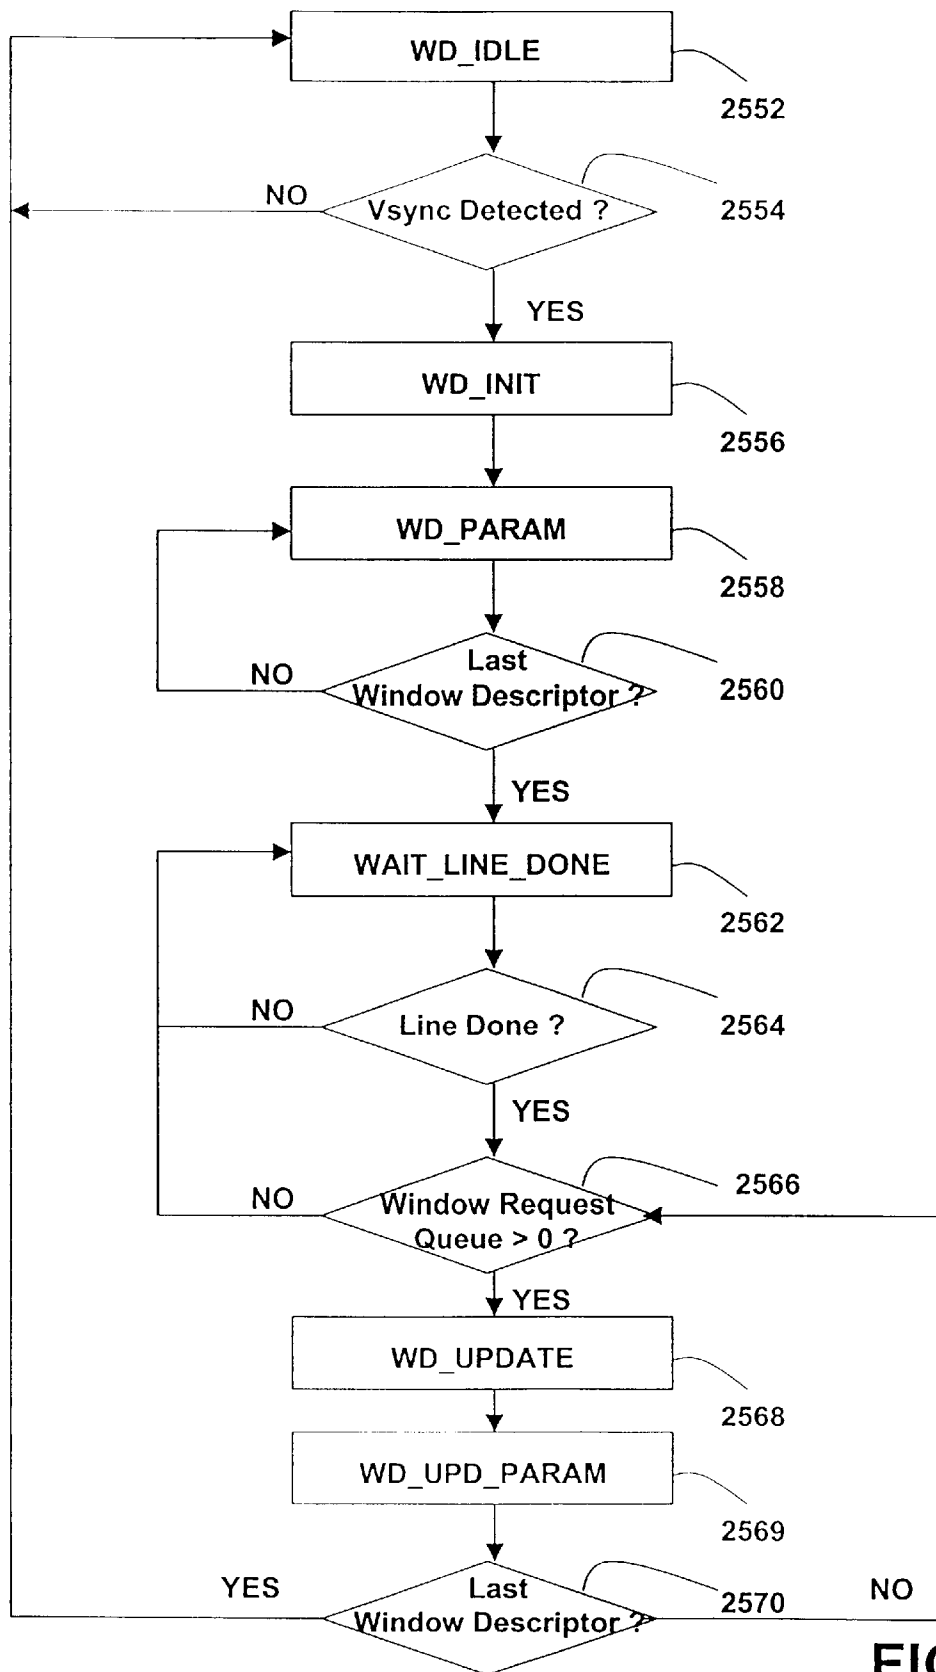 WD_IDLE
2552
NO
Vsync Detected ?
2554
YES
WD_INIT
2556
WD_PARAM
2558
NO
Last
Window Descriptor ?
2560
YES
WAIT_LINE_DONE
2562
NO
Line Done ?
2564
YES
NO
Window Request
Queue > 0 ?
2566
YES
WD_UPDATE
2568
WD_UPD_PARAM
2569
YES
Last
Window Descriptor ?
2570
NO